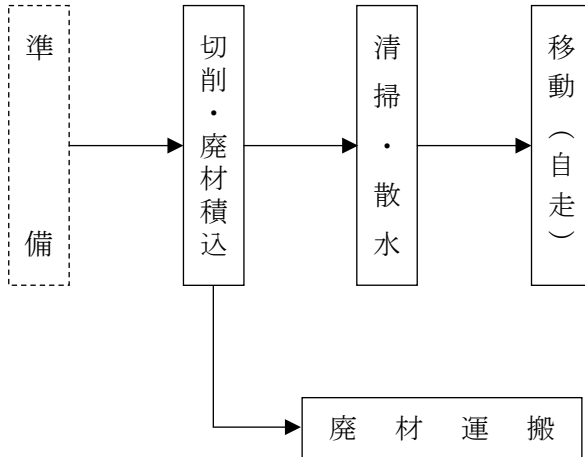 準備
切削・廃材積込
清掃・散水
移動(自走)
廃材運搬